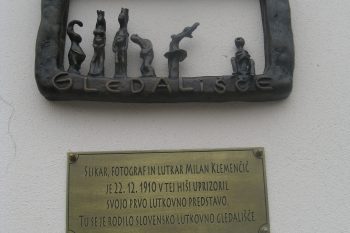 GLEDALIŠČE
SLIKAR, FOTOGRAF IN LUTKAR MILAN KLEMENČIČ
JE 22. 12. 1910 V TEJ HIŠI UPRIZORIL
SVOJO PRVO LUTKOVNO PREDSTAVO.
TU SE JE RODILO SLOVENSKO LUTKOVNO GLEDALIŠČE.